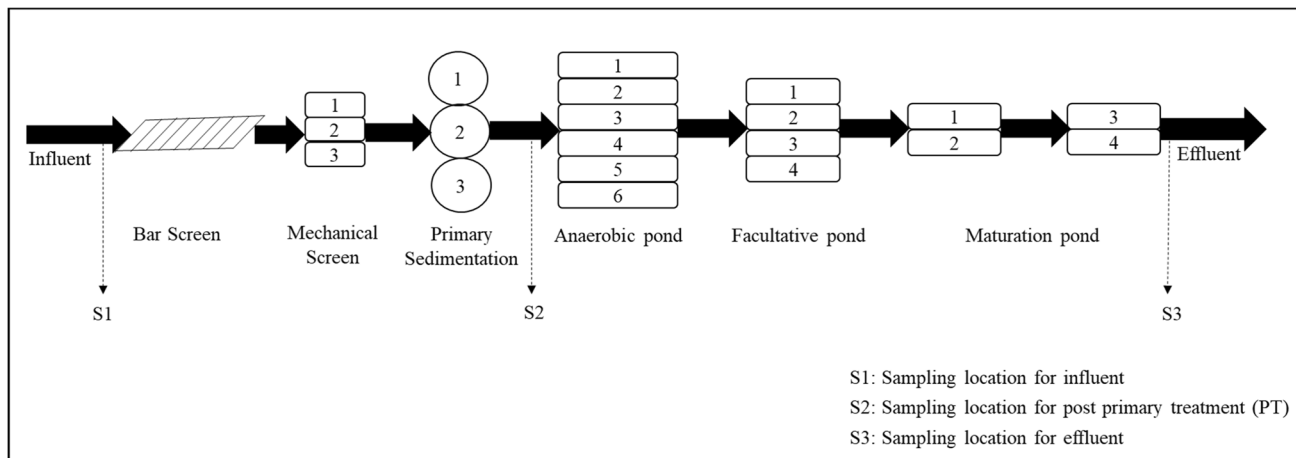 Influent
1
2
3
1
2
3
1
2
3
4
5
6
1
2
3
4
1
2
3
4
Effluent
Bar Screen
Mechanical
Screen
Primary
Sedimentation
Anaerobic pond
Facultative pond
Maturation pond
S1
S2
S3
S1: Sampling location for influent
S2: Sampling location for post primary treatment (PT)
S3: Sampling location for effluent